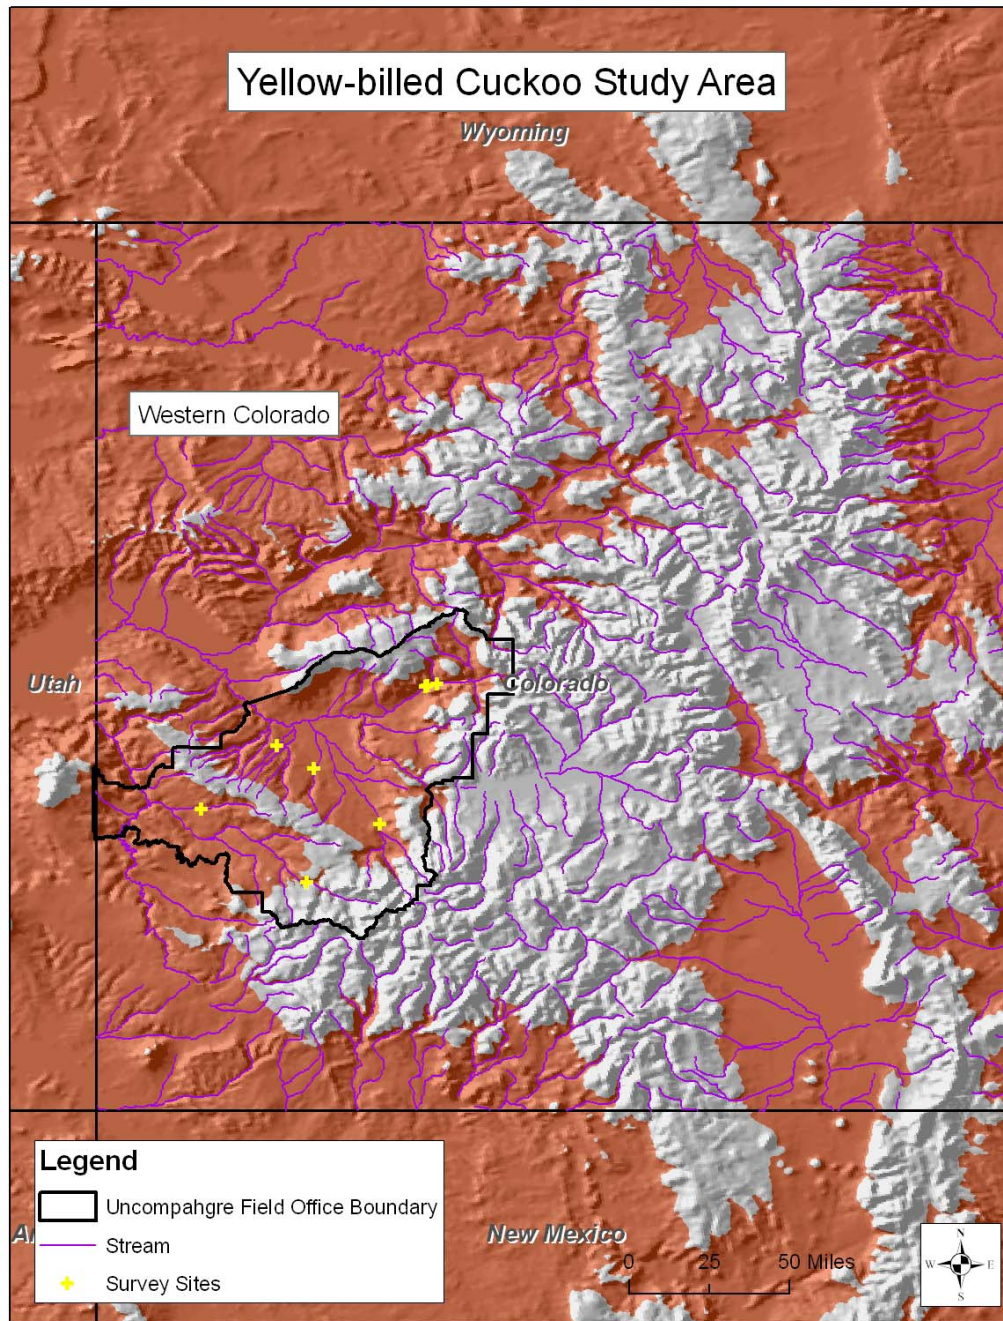 Yellow-billed Cuckoo Study Area
Wyoming
Western Colorado
Utah
Colorado
Legend
Uncompahgre Field Office Boundary
Stream
Survey Sites
New Mexico
0 25 50 Miles
N
W E
S